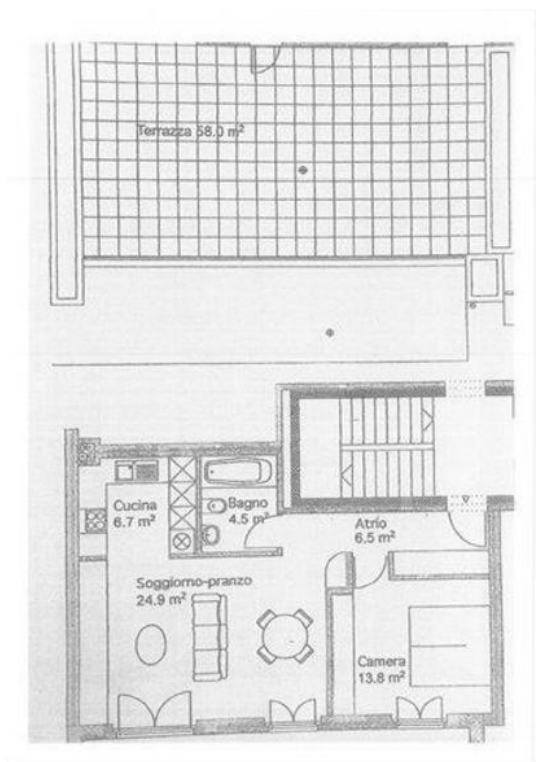 Terrazza 58.0 m²
Cucina
6.7 m²
Bagno
4.5 m²
Atrio
6.5 m²
Soggiorno-pranzo
24.9 m²
Camera
13.8 m²